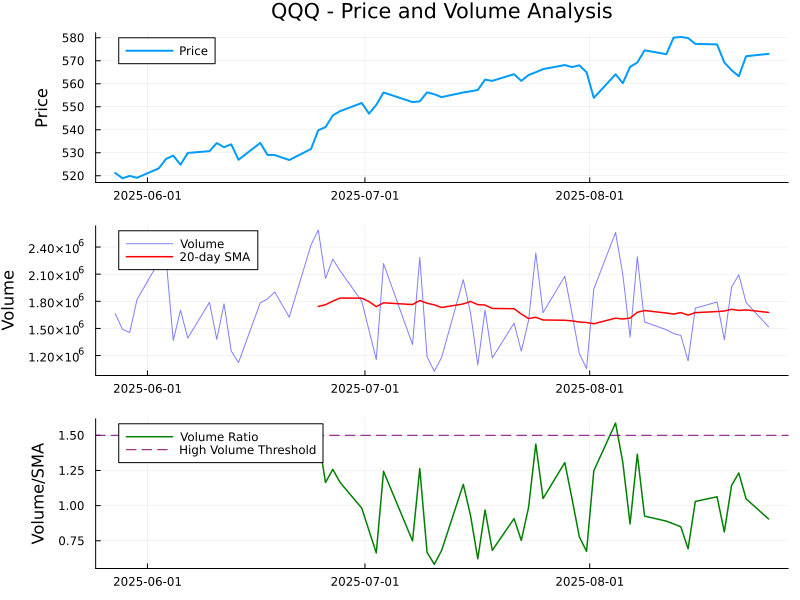 QQQ - Price and Volume Analysis
Price
580
570
560
550
540
530
520
Price
2025-06-01
2025-07-01
2025-08-01
Volume
2.40×10⁶
2.10×10⁶
1.80×10⁶
1.50×10⁶
1.20×10⁶
Volume
20-day SMA
2025-06-01
2025-07-01
2025-08-01
Volume/SMA
1.50
1.25
1.00
0.75
Volume Ratio
High Volume Threshold
2025-06-01
2025-07-01
2025-08-01